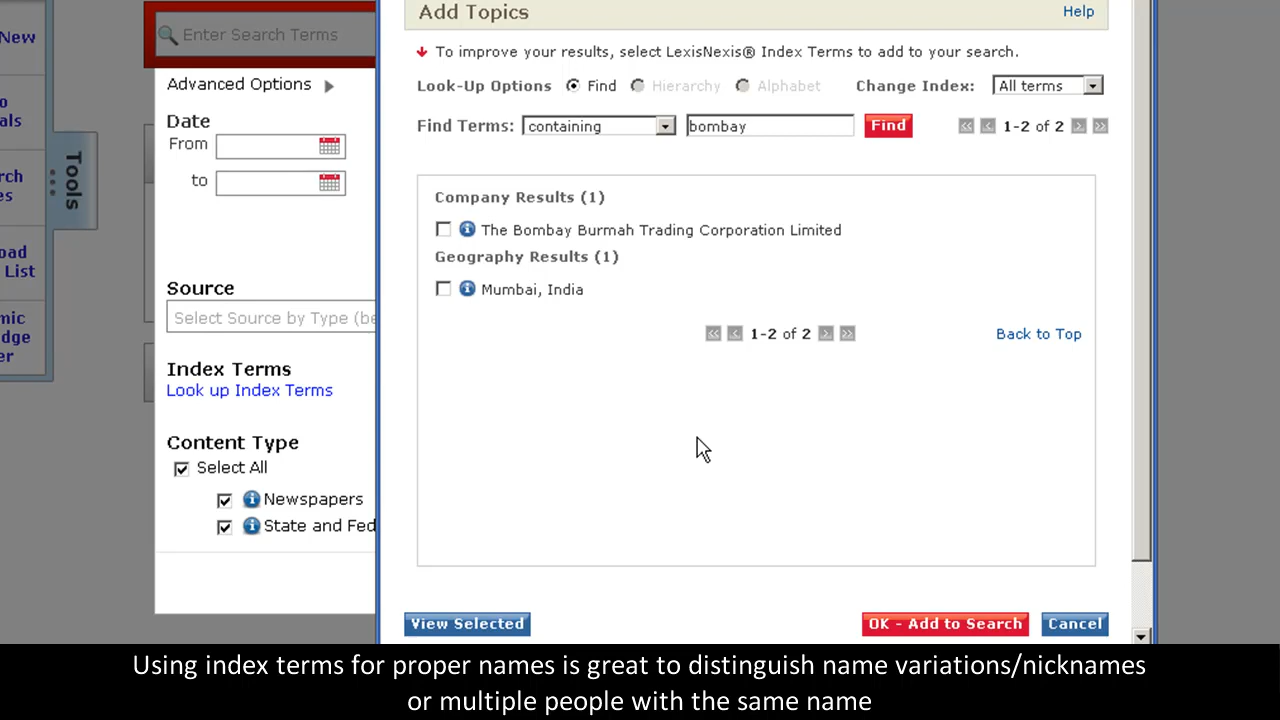 New
o
als
rch
es
oad
List
mic
dge
er
Tools
Enter Search Terms
Advanced Options
Date
From
to
Source
Select Source by Type (be
Index Terms
Look up Index Terms
Content Type
Select All
Newspapers
State and Fed
Add Topics
Help
To improve your results, select LexisNexis® Index Terms to add to your search.
Look-Up Options Find Hierarchy Alphabet Change Index: All terms
Find Terms: containing bombay Find 1-2 of 2
Company Results (1)
The Bombay Burmah Trading Corporation Limited
Geography Results (1)
Mumbai, India
1-2 of 2 Back to Top
View Selected OK - Add to Search Cancel
Using index terms for proper names is great to distinguish name variations/nicknames
or multiple people with the same name